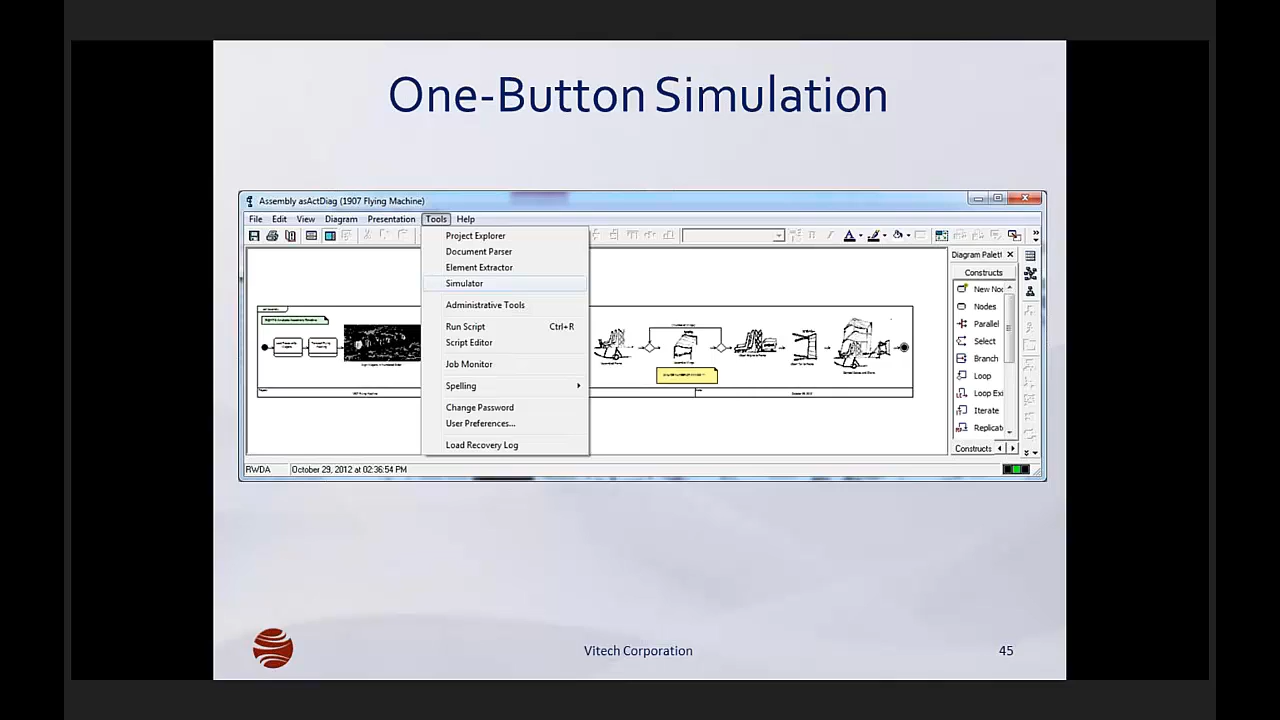 One-Button Simulation
Assembly asActDiag (1907 Flying Machine)
File Edit View Diagram Presentation Tools Help
Project Explorer
Document Parser
Element Extractor
Simulator
Administrative Tools
Run Script Ctrl+R
Script Editor
Job Monitor
Spelling
Change Password
User Preferences...
Load Recovery Log
Diagram Palett
Constructs
New Noc
Nodes
Parallel
Select
Branch
Loop
Loop Exi
Iterate
Replicat
Constructs
RWDA October 29, 2012 at 02:36:54 PM
Vitech Corporation
45